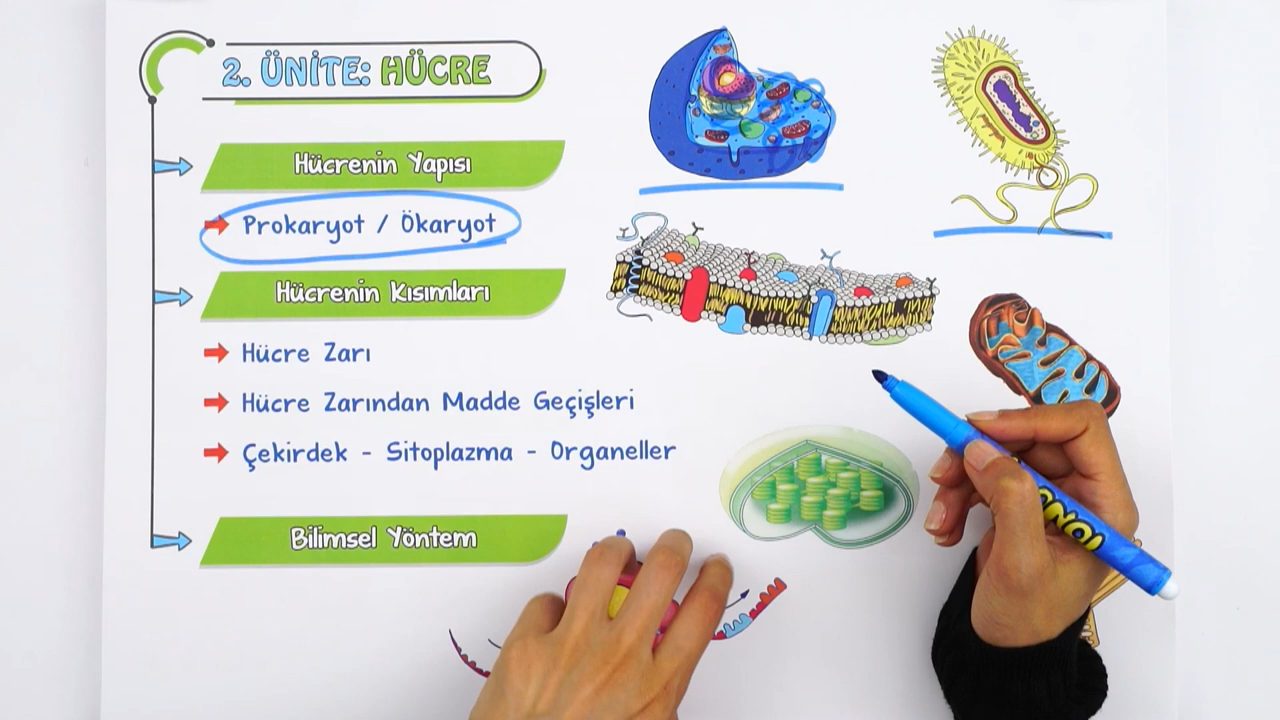 2. ÜNİTE: HÜCRE
Hücrenin Yapısı
Prokaryot / Ökaryot
Hücrenin Kısımları
Hücre Zarı
Hücre Zarından Madde Geçişleri
Çekirdek - Sitoplazma - Organeller
Bilimsel Yöntem